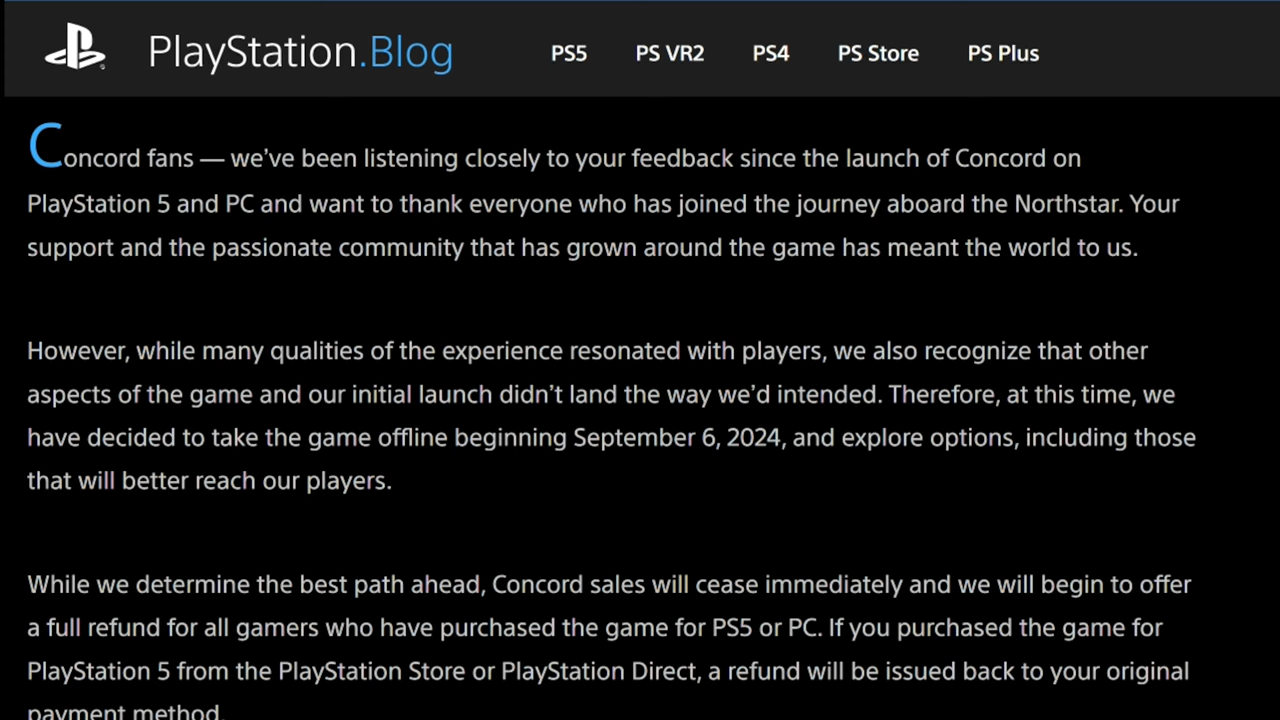 PlayStation.Blog PS5 PS VR2 PS4 PS Store PS Plus
Concord fans — we’ve been listening closely to your feedback since the launch of Concord on
PlayStation 5 and PC and want to thank everyone who has joined the journey aboard the Northstar. Your
support and the passionate community that has grown around the game has meant the world to us.
However, while many qualities of the experience resonated with players, we also recognize that other
aspects of the game and our initial launch didn’t land the way we’d intended. Therefore, at this time, we
have decided to take the game offline beginning September 6, 2024, and explore options, including those
that will better reach our players.
While we determine the best path ahead, Concord sales will cease immediately and we will begin to offer
a full refund for all gamers who have purchased the game for PS5 or PC. If you purchased the game for
PlayStation 5 from the PlayStation Store or PlayStation Direct, a refund will be issued back to your original
payment method.